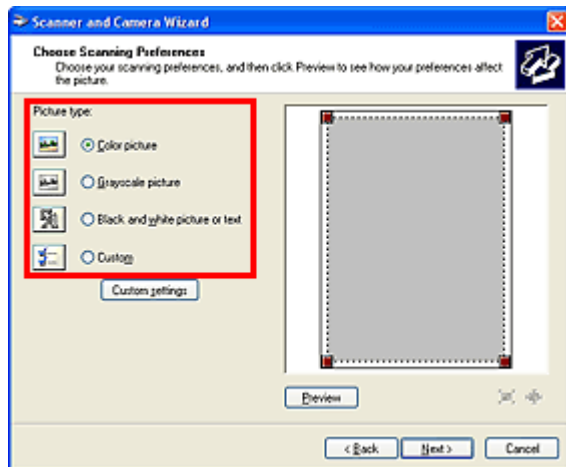 Scanner and Camera Wizard
Choose Scanning Preferences
Choose your scanning preferences, and then click Preview to see how your preferences affect
the picture.
Picture type:
Color picture
Grayscale picture
Black and white picture or text
Custom
Custom settings
Preview
< Back Next > Cancel